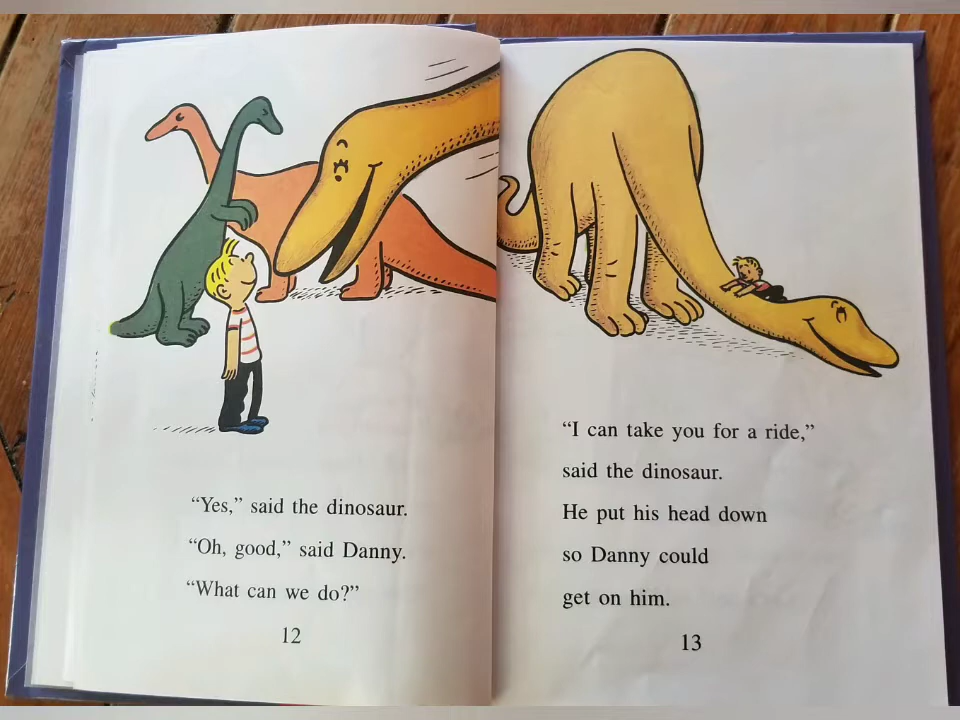 “Yes,” said the dinosaur.
“Oh, good,” said Danny.
“What can we do?”
12
“I can take you for a ride,”
said the dinosaur.
He put his head down
so Danny could
get on him.
13